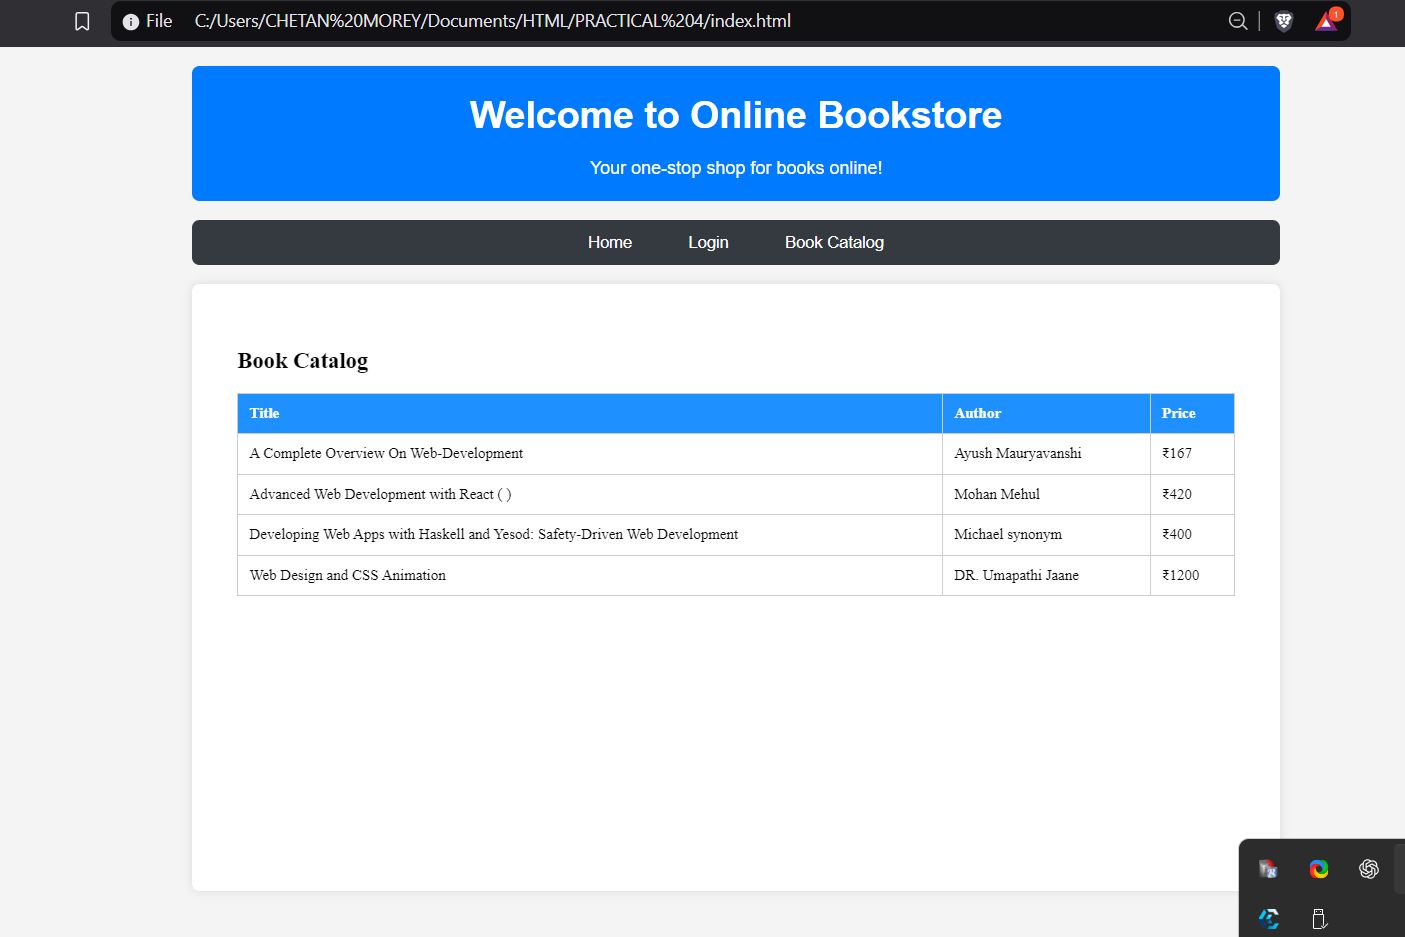 File C:/Users/CHETAN%20MOREY/Documents/HTML/PRACTICAL%204/index.html 1
Welcome to Online Bookstore
Your one-stop shop for books online!
Home Login Book Catalog
Book Catalog
Title Author Price
A Complete Overview On Web-Development Ayush Mauryavanshi ₹167
Advanced Web Development with React ( ) Mohan Mehul ₹420
Developing Web Apps with Haskell and Yesod: Safety-Driven Web Development Michael synonym ₹400
Web Design and CSS Animation DR. Umapathi Jaane ₹1200